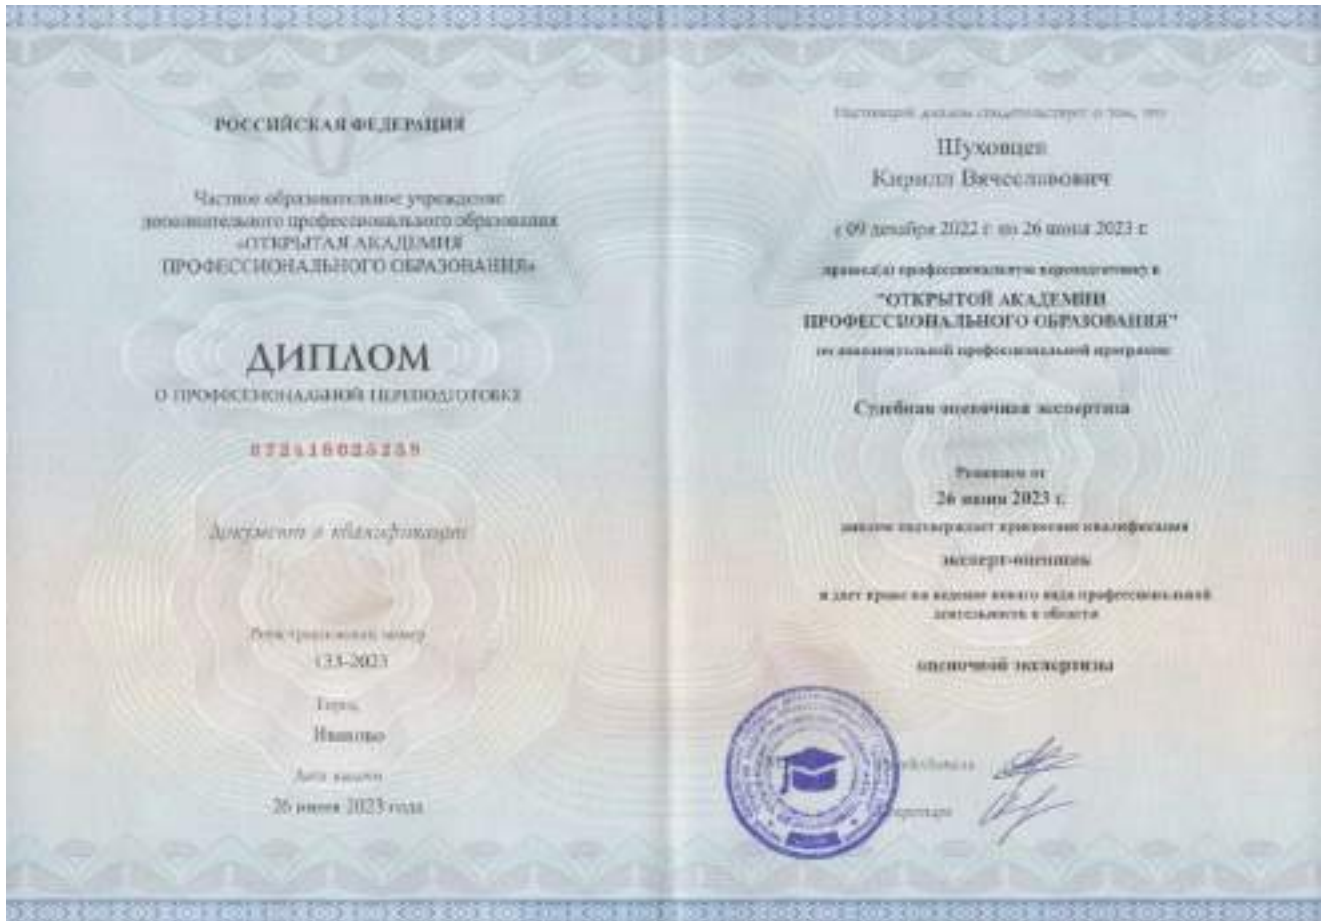 РОССИЙСКАЯ ФЕДЕРАЦИЯ
Частное образовательное учреждение
дополнительного профессионального образования
«ОТКРЫТАЯ АКАДЕМИЯ
ПРОФЕССИОНАЛЬНОГО ОБРАЗОВАНИЯ»
ДИПЛОМ
О ПРОФЕССИОНАЛЬНОЙ ПЕРЕПОДГОТОВКЕ
Документ о квалификации
Регистрационный номер
133-2023
Город
Иваново
Дата выдачи
26 июня 2023 года
Настоящий диплом свидетельствует о том, что
Шуховцев
Кирилл Вячеславович
с 09 декабря 2022 г. по 26 июня 2023 г.
прошел(а) профессиональную переподготовку в
"ОТКРЫТОЙ АКАДЕМИИ
ПРОФЕССИОНАЛЬНОГО ОБРАЗОВАНИЯ"
по дополнительной профессиональной программе
Судебная оценочная экспертиза
Решением от
26 июня 2023 г.
диплом подтверждает присвоение квалификации
эксперт-оценщик
и дает право на ведение нового вида профессиональной
деятельности в области
оценочной экспертизы